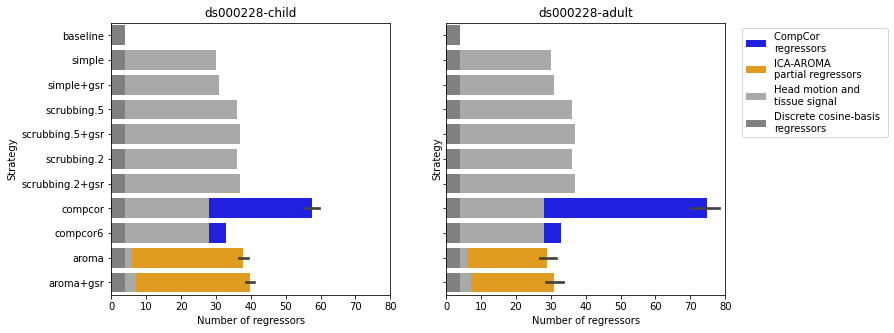 ds000228-child
Strategy
baseline
simple
simple+gsr
scrubbing.5
scrubbing.5+gsr
scrubbing.2
scrubbing.2+gsr
compcor
compcor6
aroma
aroma+gsr
0 10 20 30 40 50 60 70 80
Number of regressors
ds000228-adult
Strategy
0 10 20 30 40 50 60 70 80
Number of regressors
CompCor
regressors
ICA-AROMA
partial regressors
Head motion and
tissue signal
Discrete cosine-basis
regressors